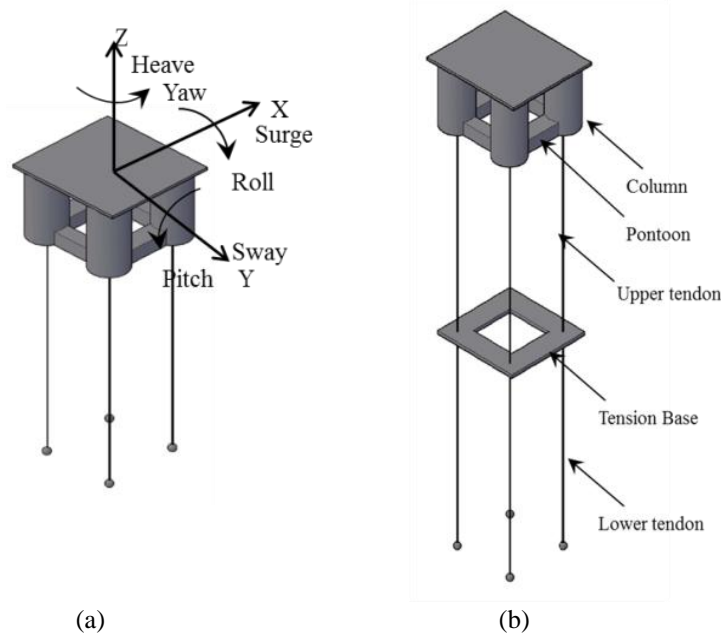 Z
Heave
Yaw
X
Surge
Roll
Sway
Pitch
Y
Column
Pontoon
Upper tendon
Tension Base
Lower tendon
(a)
(b)